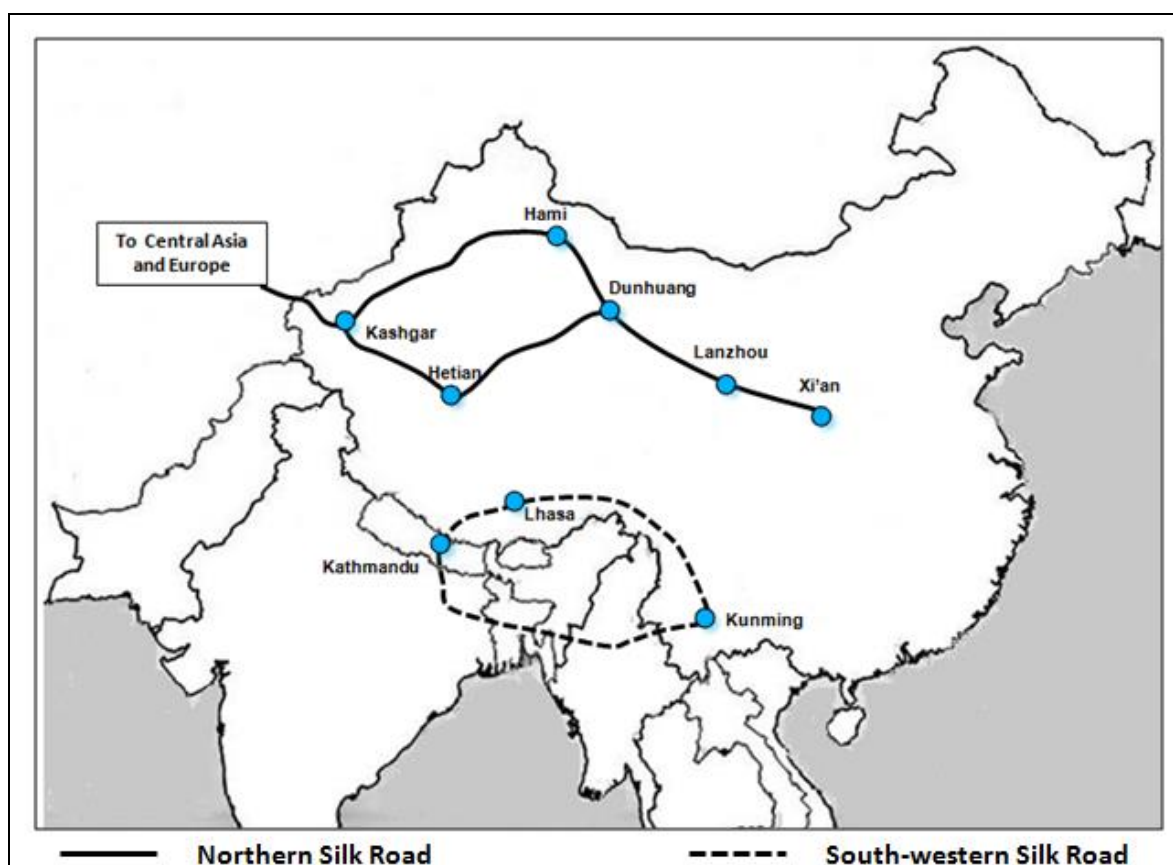 Hami
To Central Asia
and Europe
Dunhuang
Kashgar
Lanzhou
Hetian
Xi'an
Lhasa
Kathmandu
Kunming
Northern Silk Road
South-western Silk Road